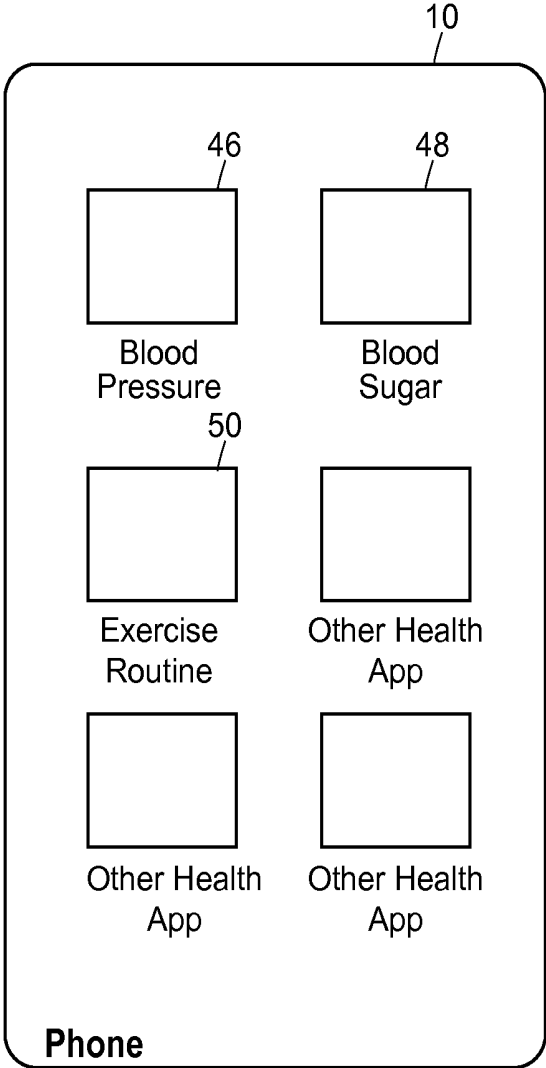 10
46
48
Blood
Pressure
Blood
Sugar
50
Exercise
Routine
Other Health
App
Other Health
App
Other Health
App
Phone